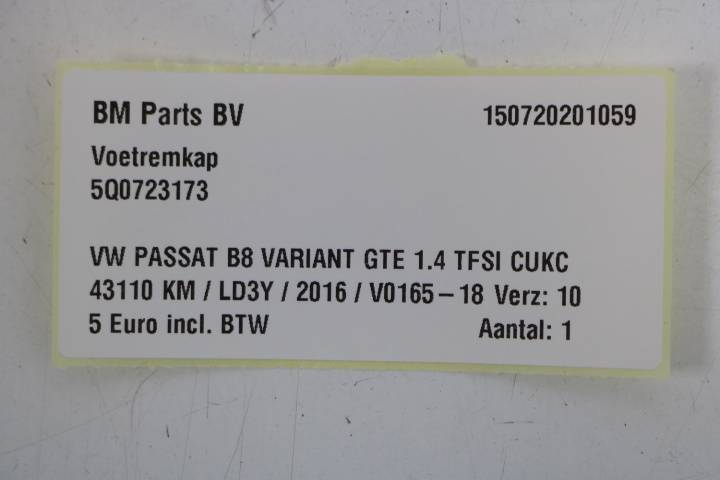 BM Parts BV 150720201059
Voetremkap
5Q0723173
VW PASSAT B8 VARIANT GTE 1.4 TFSI CUKC
43110 KM / LD3Y / 2016 / V0165-18 Verz: 10
5 Euro incl. BTW Aantal: 1